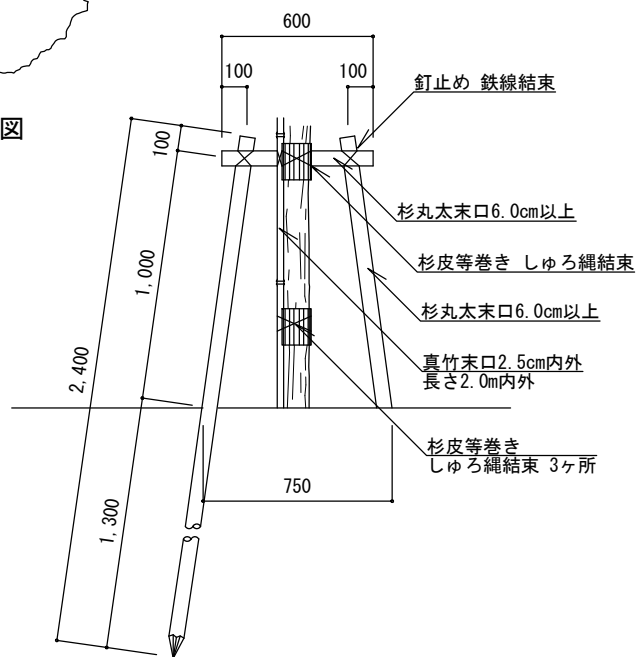 600
100
100
釘止め 鉄線結束
図
100
杉丸太末口6.0cm以上
杉皮等巻き しゅろ縄結束
1,000
杉丸太末口6.0cm以上
2,400
真竹末口2.5cm内外
長さ2.0m内外
杉皮等巻き
しゅろ縄結束 3ヶ所
750
1,300